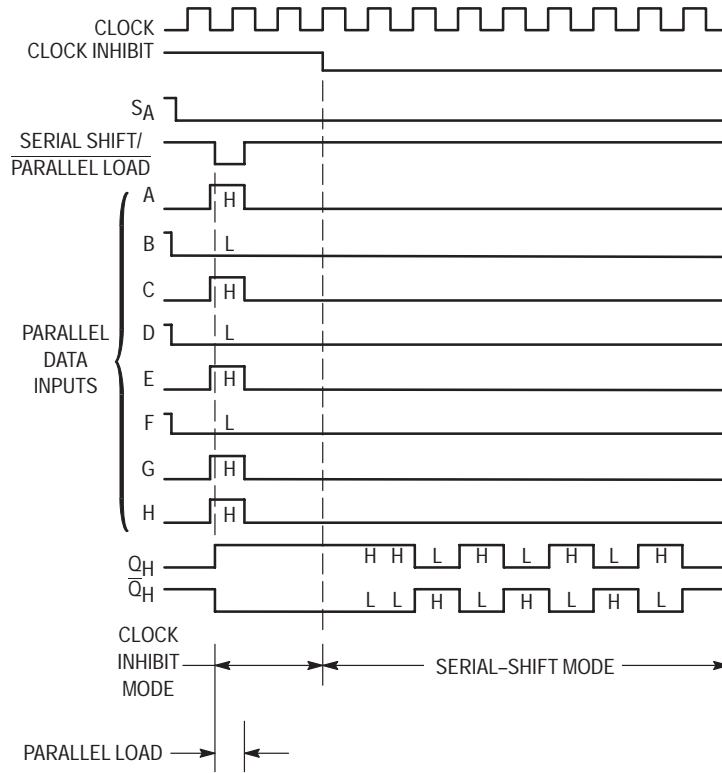 CLOCK
CLOCK INHIBIT
SA
SERIAL SHIFT/
PARALLEL LOAD
A H
B L
C H
D L
E H
F L
G H
H H
PARALLEL
DATA
INPUTS
QH H H L H L H L H
QH L L H L H L H L
CLOCK
INHIBIT
MODE
SERIAL–SHIFT MODE
PARALLEL LOAD